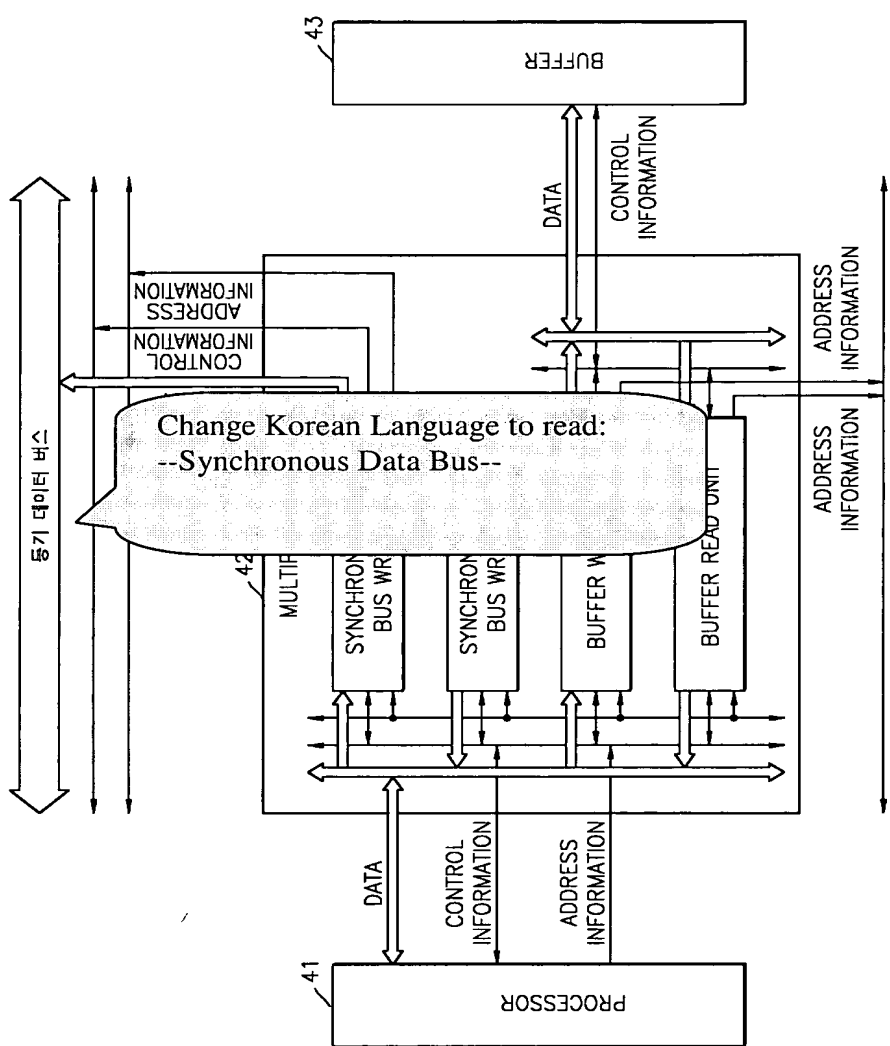 동기 데이터 버스
CONTROL
INFORMATION
ADDRESS
INFORMATION
Change Korean Language to read:
--Synchronous Data Bus--
42
SYNCHRON
BUS WR
SYNCHRON
BUS WR
BUFFER W
BUFFER READ UNIT
41
PROCESSOR
DATA
CONTROL
INFORMATION
ADDRESS
INFORMATION
43
BUFFER
DATA
CONTROL
INFORMATION
ADDRESS
INFORMATION
ADDRESS
INFORMATION